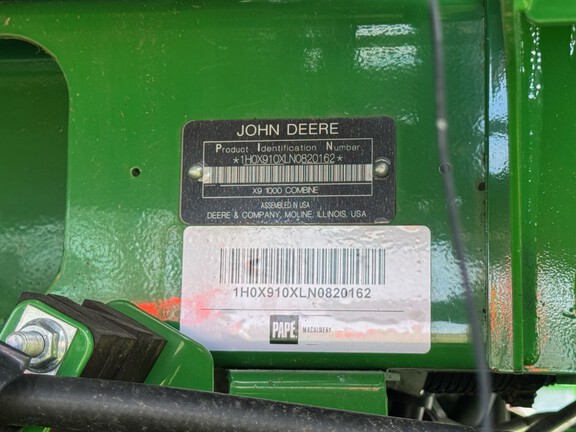 JOHN DEERE
Product Identification Number
*1H0X910XLN0820162*
X9 1000 COMBINE
ASSEMBLED IN USA
DEERE & COMPANY, MOLINE, ILLINOIS, USA
1H0X910XLN0820162
PAPÉ MACHINERY